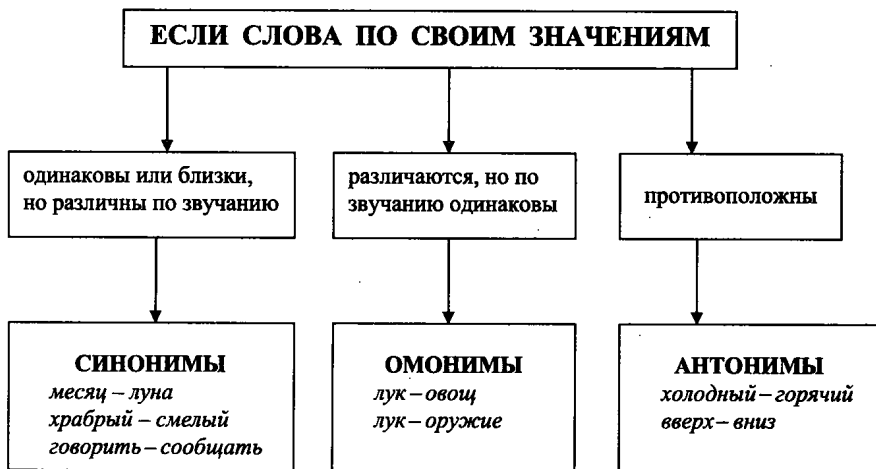 ЕСЛИ СЛОВА ПО СВОИМ ЗНАЧЕНИЯМ
одинаковы или близки,
но различны по звучанию
различаются, но по
звучанию одинаковы
противоположны
СИНОНИМЫ
месяц – луна
храбрый – смелый
говорить – сообщать
ОМОНИМЫ
лук – овощ
лук – оружие
АНТОНИМЫ
холодный – горячий
вверх – вниз